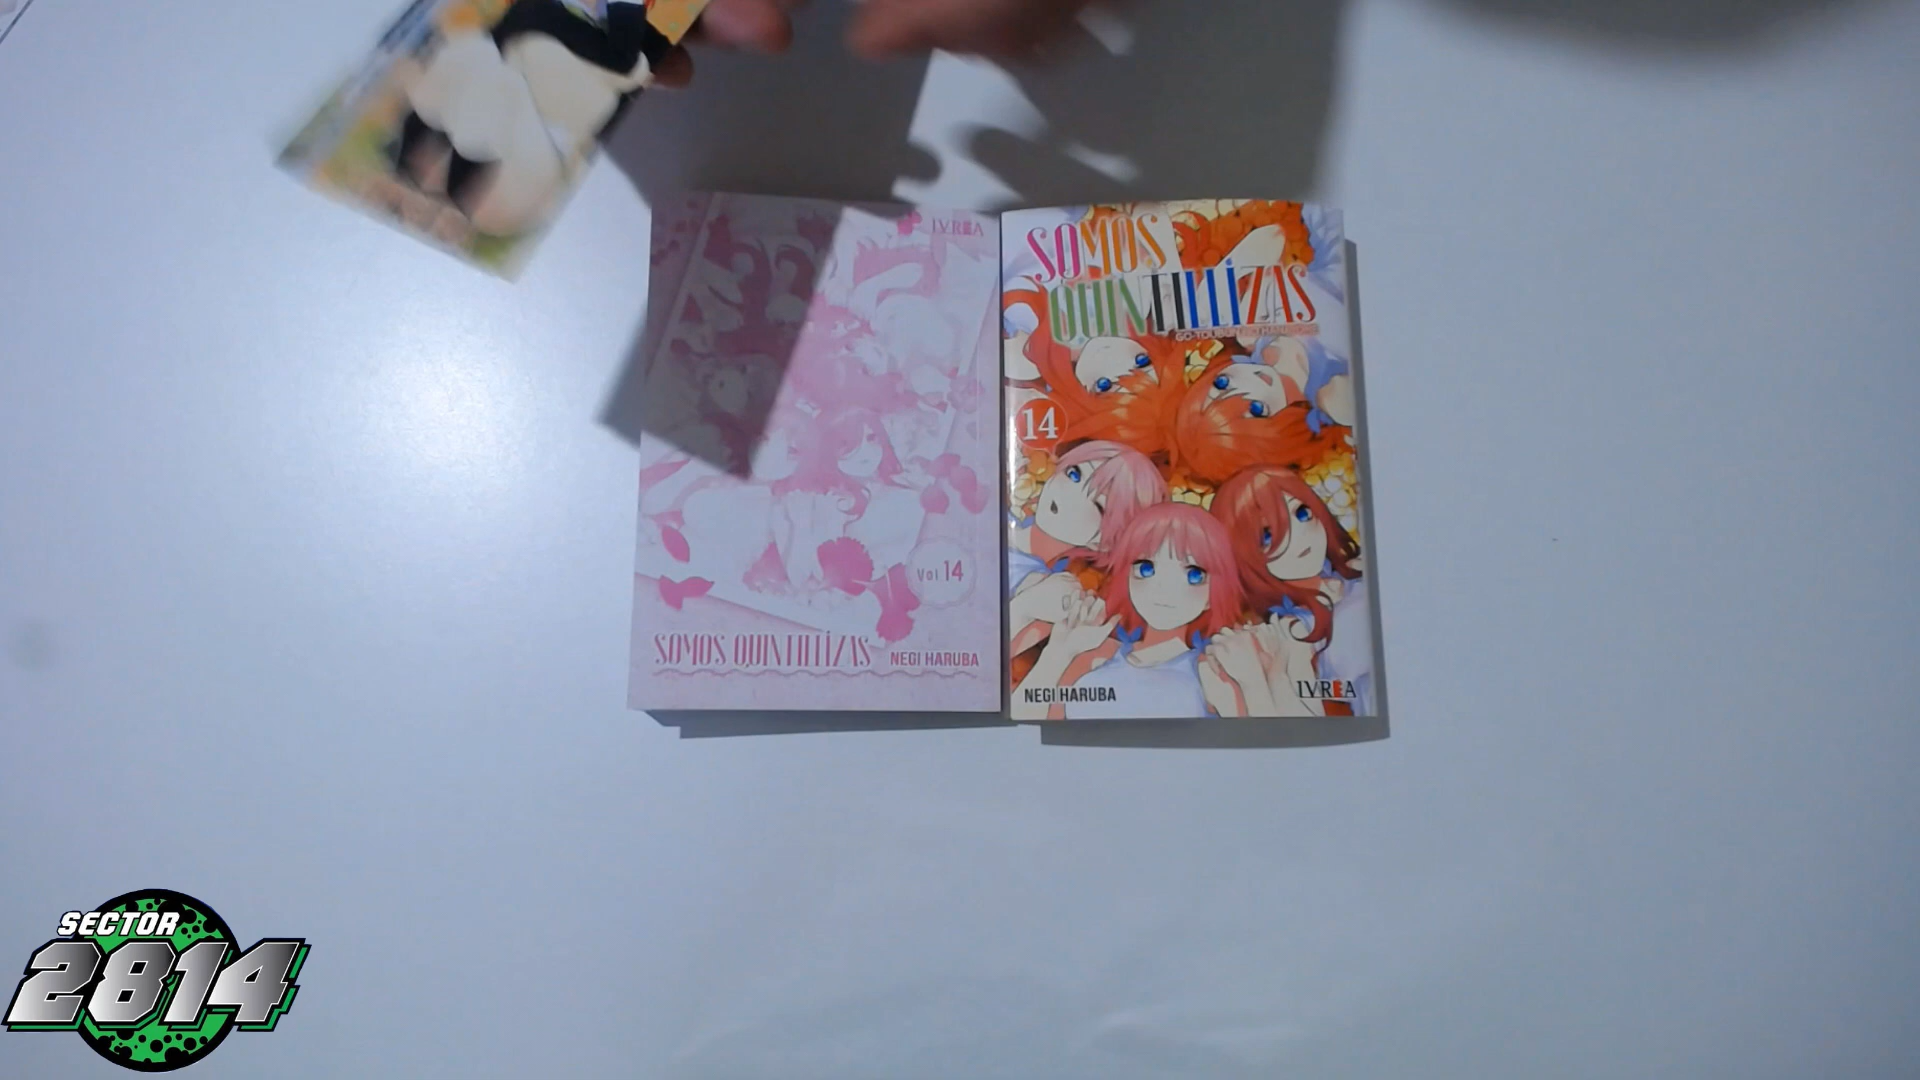 IVREA
Vol 14
SOMOS QUINTILLIZAS
NEGI HARUBA
SOMOS
QUINTILLIZAS
14
NEGI HARUBA
IVREA
SECTOR
2814